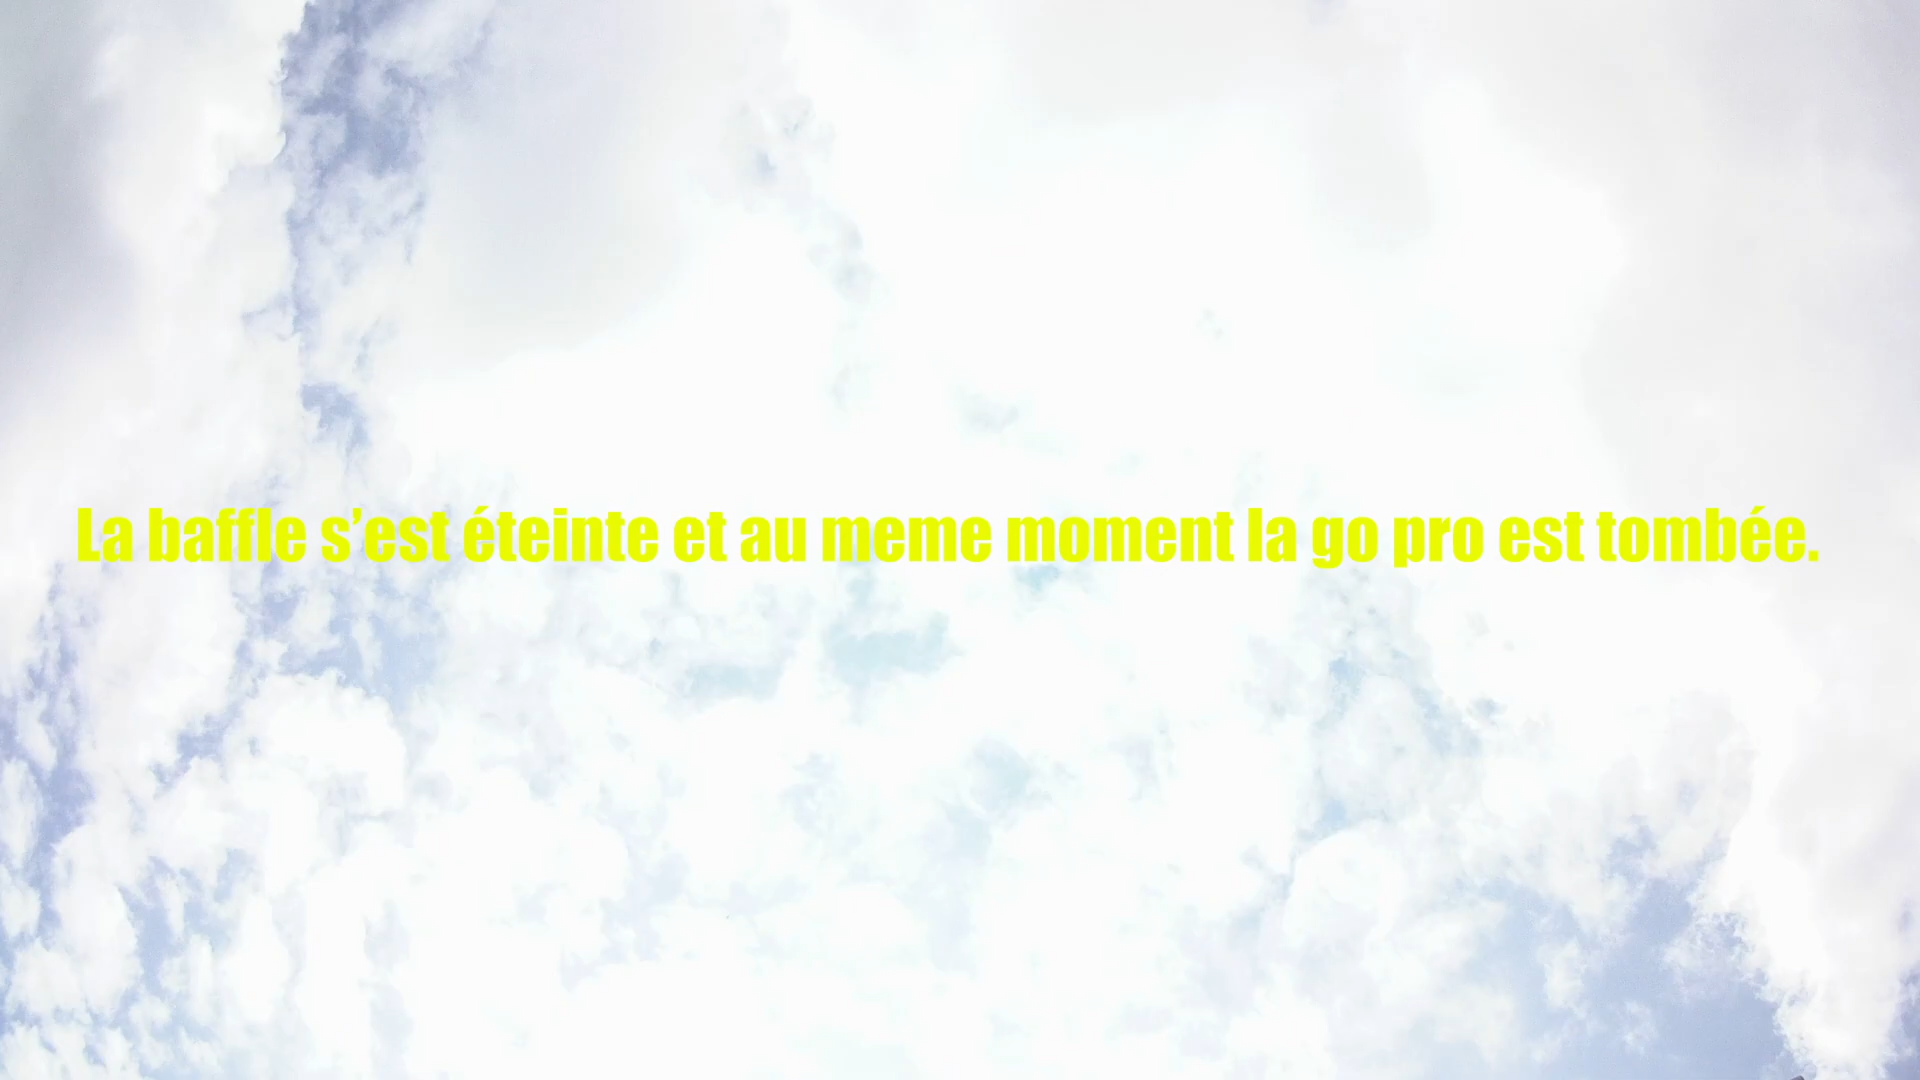 La baffle s’est éteinte et au meme moment la go pro est tombée.